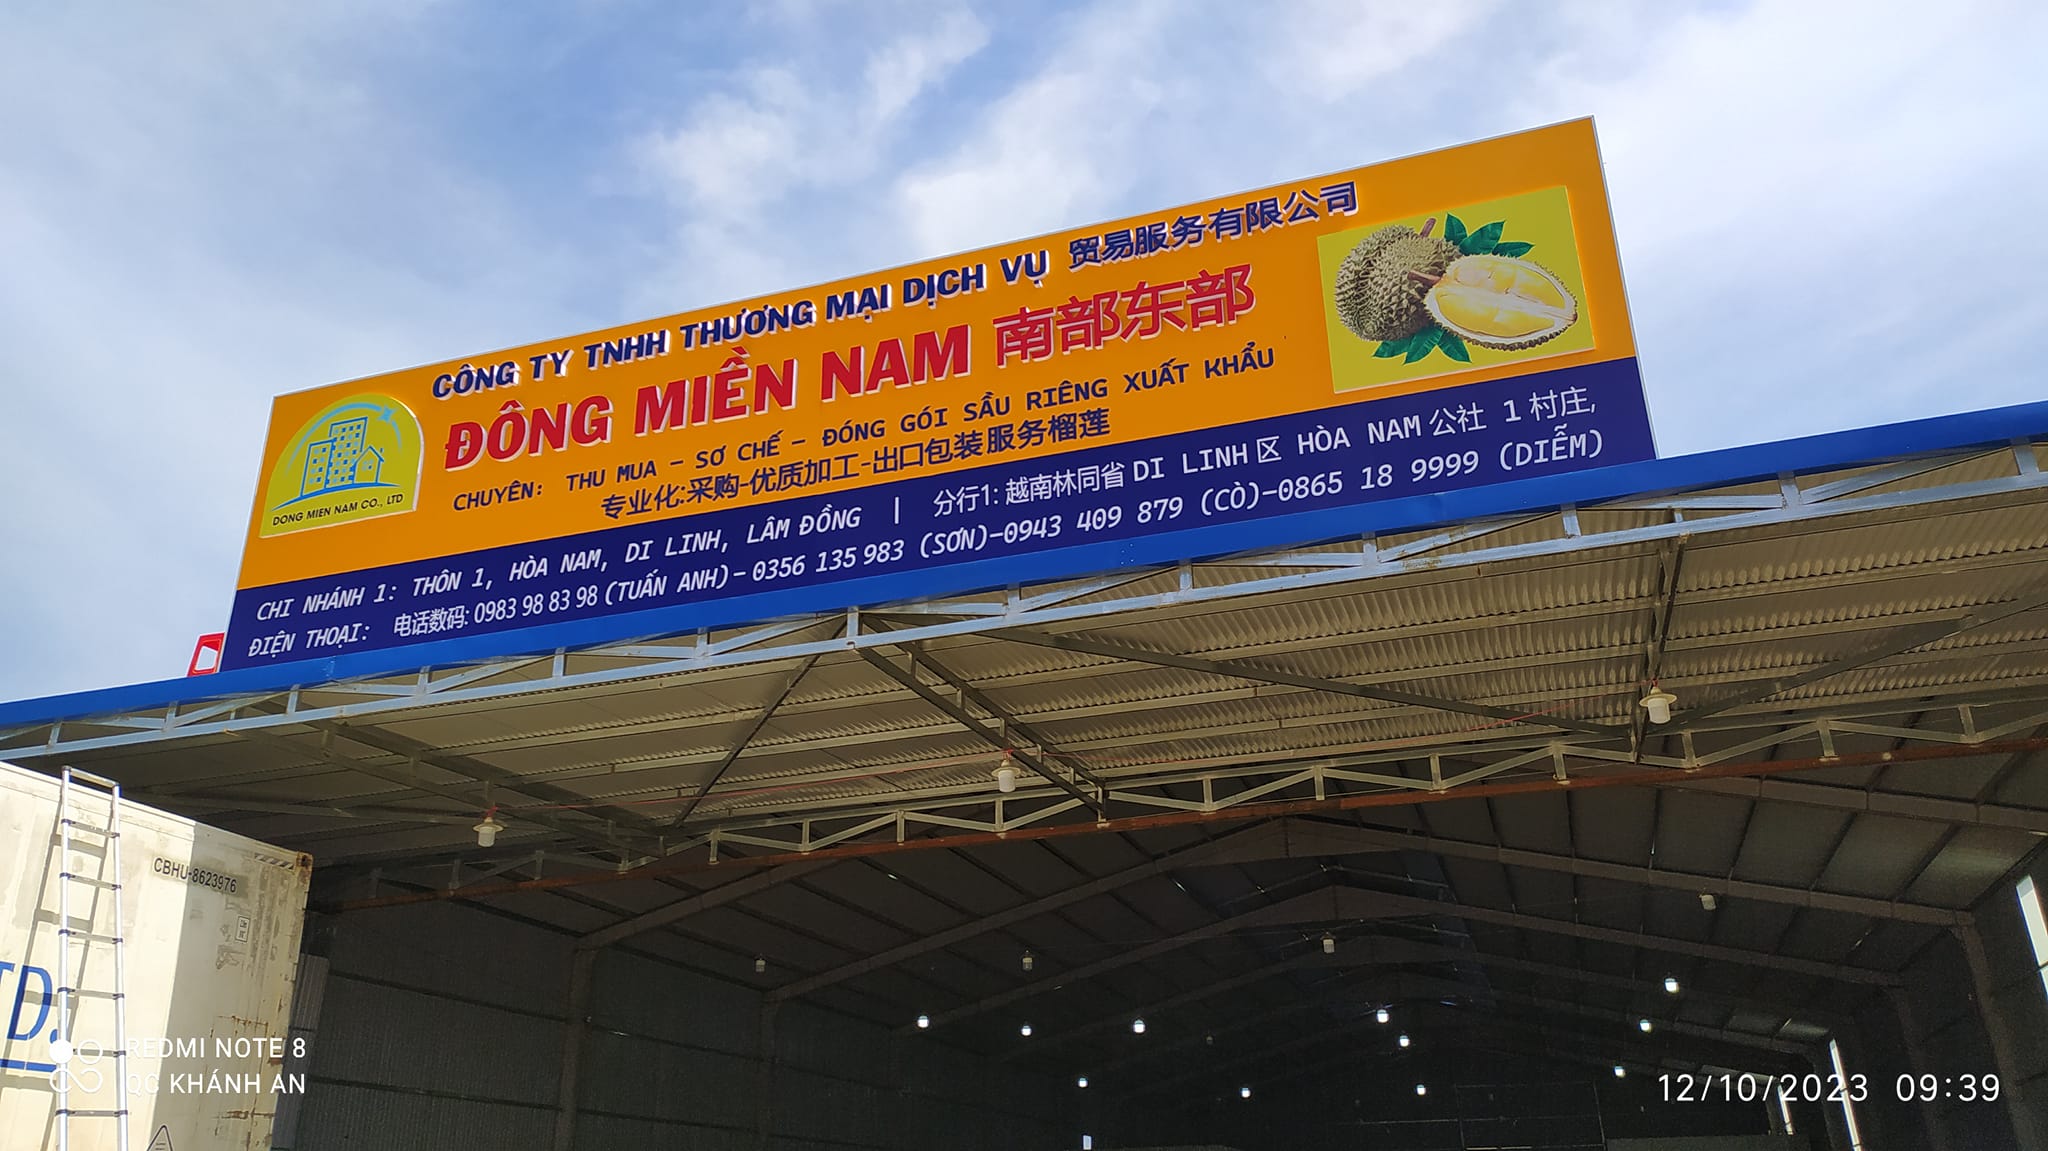 CÔNG TY TNHH THƯƠNG MẠI DỊCH VỤ 贸易服务有限公司
ĐÔNG MIỀN NAM 南部东部
CHUYÊN: THU MUA - SƠ CHẾ - ĐÓNG GÓI SẦU RIÊNG XUẤT KHẨU
专业化:采购-优质加工-出口包装服务榴莲
DONG MIEN NAM CO., LTD
CHI NHÁNH 1: THÔN 1, HÒA NAM, DI LINH, LÂM ĐỒNG | 分行1: 越南林同省 DI LINH 区 HÒA NAM 公社 1 村庄,
ĐIỆN THOẠI: 电话数码: 0983 98 83 98 (TUẤN ANH) - 0356 135 983 (SƠN)-0943 409 879 (CÒ)-0865 18 9999 (DIỄM)
CBHU-8623976
TD.
REDMI NOTE 8
QC KHÁNH AN
12/10/2023 09:39